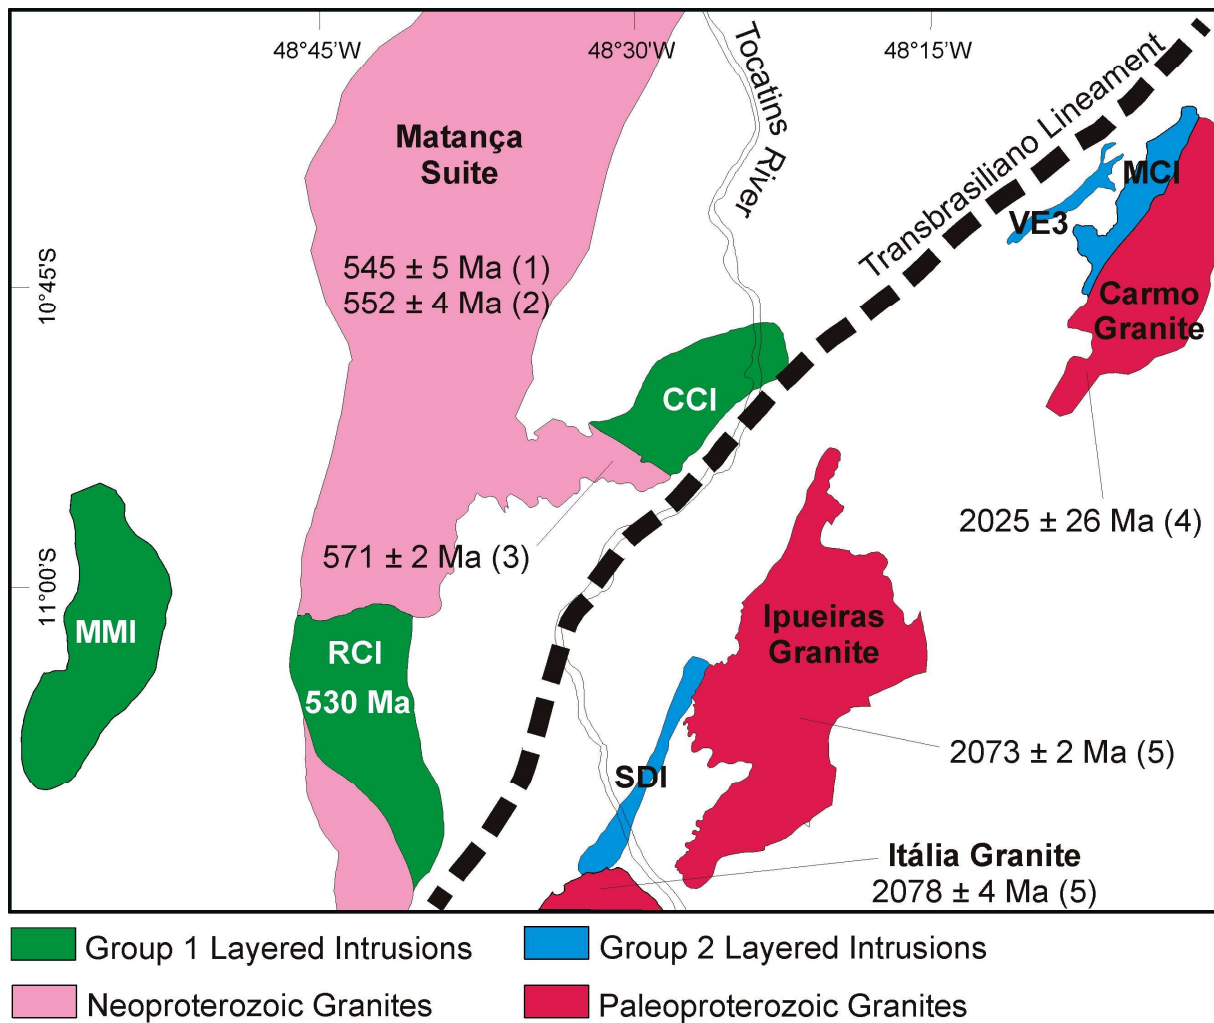 48°45'W
48°30'W
48°15'W
Tocatins River
Transbrasiliano Lineament
Matança
Suite
MCI
VE3
10°45'S
545 ± 5 Ma (1)
552 ± 4 Ma (2)
Carmo
Granite
CCI
2025 ± 26 Ma (4)
571 ± 2 Ma (3)
11°00'S
MMI
RCI
530 Ma
Ipueiras
Granite
2073 ± 2 Ma (5)
SDI
Itália Granite
2078 ± 4 Ma (5)
Group 1 Layered Intrusions
Group 2 Layered Intrusions
Neoproterozoic Granites
Paleoproterozoic Granites